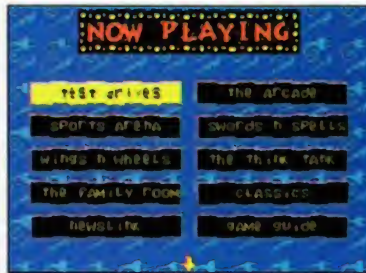 NOW PLAYING
test drives
the arcade
sports arena
swords n spells
wings n wheels
the think tank
the family room
classics
newslink
game guide